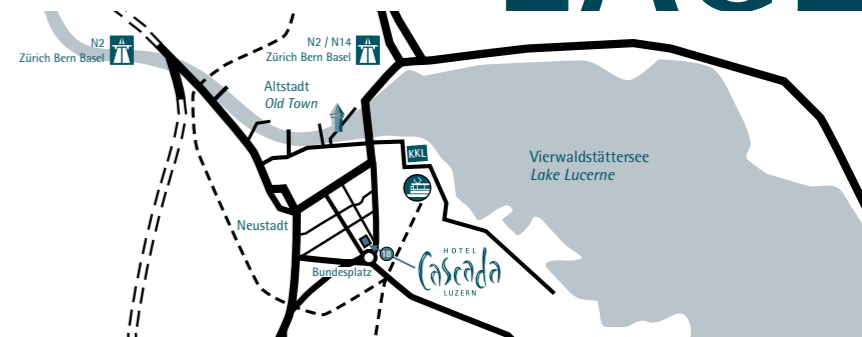 N2
Zürich Bern Basel
N2 / N14
Zürich Bern Basel
Altstadt
Old Town
KKL
Vierwaldstättersee
Lake Lucerne
Neustadt
18
HOTEL
Cascada
LUZERN
Bundesplatz